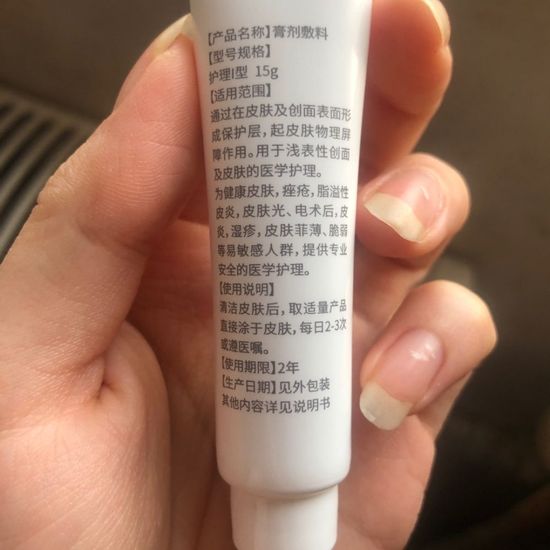 【产品名称】膏剂敷料
【型号规格】
护理I型 15g
【适用范围】
通过在皮肤及创面表面形
成保护层，起皮肤物理屏
障作用。用于浅表性创面
及皮肤的医学护理。
为健康皮肤，痤疮，脂溢性
皮炎，皮肤光、电术后，皮
炎，湿疹，皮肤菲薄、脆弱
等易敏感人群，提供专业
安全的医学护理。
【使用说明】
清洁皮肤后，取适量产品
直接涂于皮肤，每日2-3次
或遵医嘱。
【使用期限】2年
【生产日期】见外包装
其他内容详见说明书